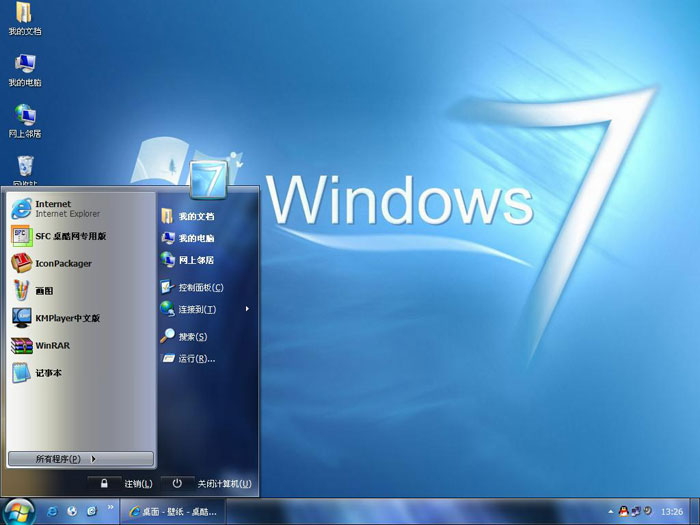 我的文档
我的电脑
网上邻居
回收站
Windows 7
7
Internet
Internet Explorer
SFC 桌酷网专用版
IconPackager
画图
KMPlayer中文版
WinRAR
记事本
所有程序(P)
我的文档
我的电脑
网上邻居
控制面板(C)
连接到(T)
搜索(S)
运行(R)...
注销(L)
关闭计算机(U)
桌面 - 壁纸 - 桌酷...
13:26